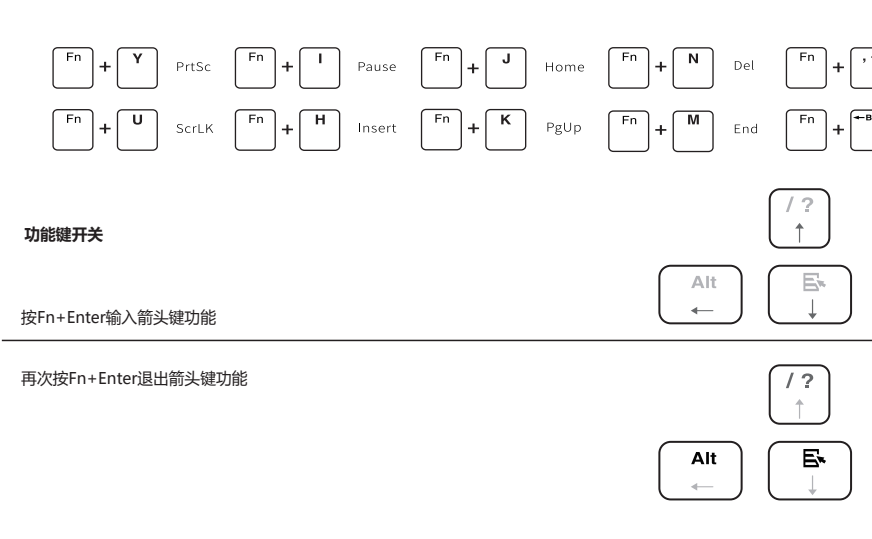 Fn + Y PrtSc Fn + I Pause Fn + J Home Fn + N Del Fn +
Fn + U ScrLK Fn + H Insert Fn + K PgUp Fn + M End Fn +
/ ?
↑
功能键开关
Alt
← ↓
按Fn+Enter输入箭头键功能
再次按Fn+Enter退出箭头键功能
/ ?
↑
Alt
← ↓